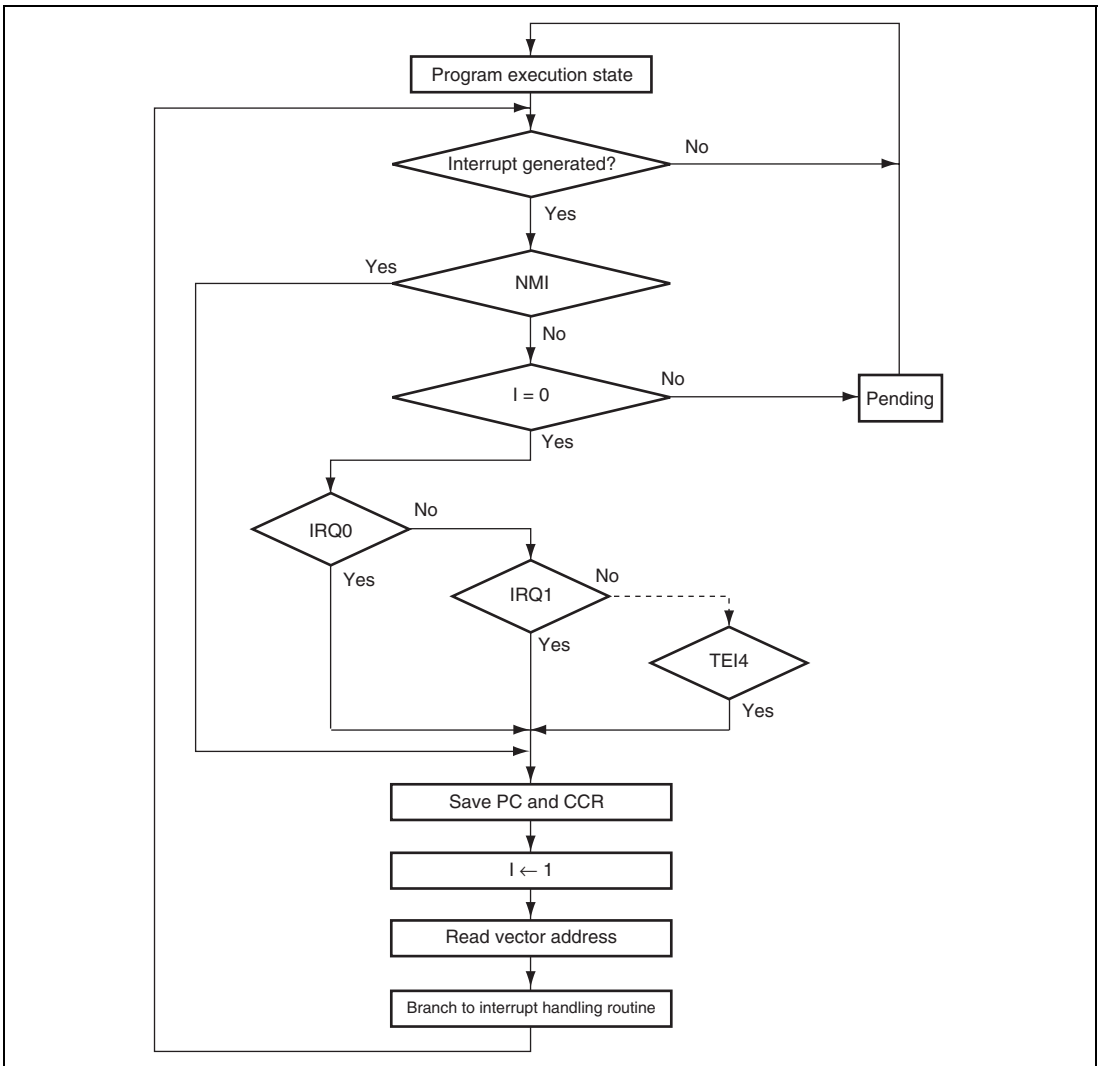 Program execution state
Interrupt generated?
No
Yes
Yes
NMI
No
I = 0
No
Pending
Yes
IRQ0
No
Yes
IRQ1
No
Yes
TEI4
Yes
Save PC and CCR
I ← 1
Read vector address
Branch to interrupt handling routine